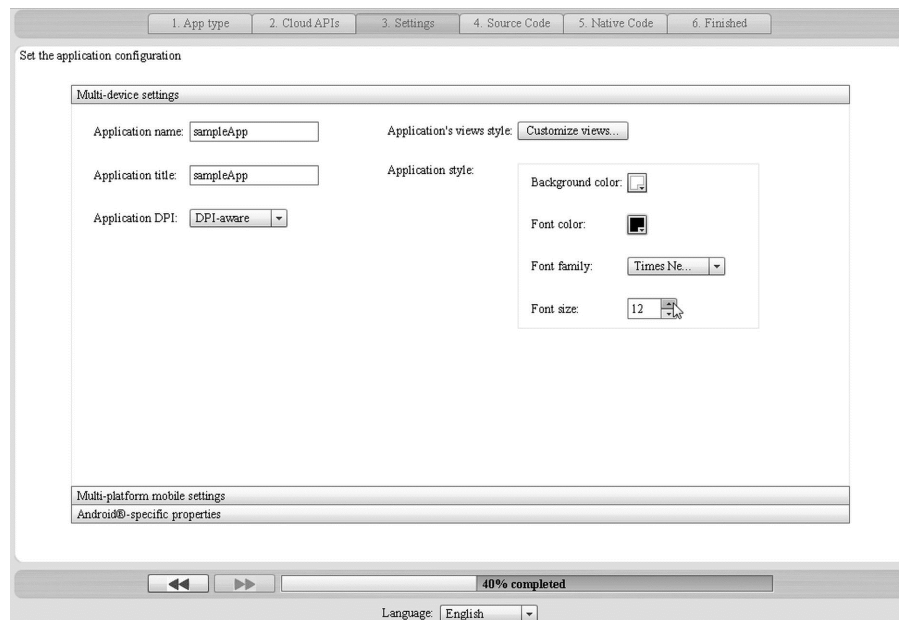 1. App type
2. Cloud APIs
3. Settings
4. Source Code
5. Native Code
6. Finished
Set the application configuration
Multi-device settings
Application name: sampleApp
Application's views style: Customize views...
Application title: sampleApp
Application style:
Background color:
Application DPI: DPI-aware
Font color:
Font family: Times Ne...
Font size: 12
Multi-platform mobile settings
Android®-specific properties
40% completed
Language: English